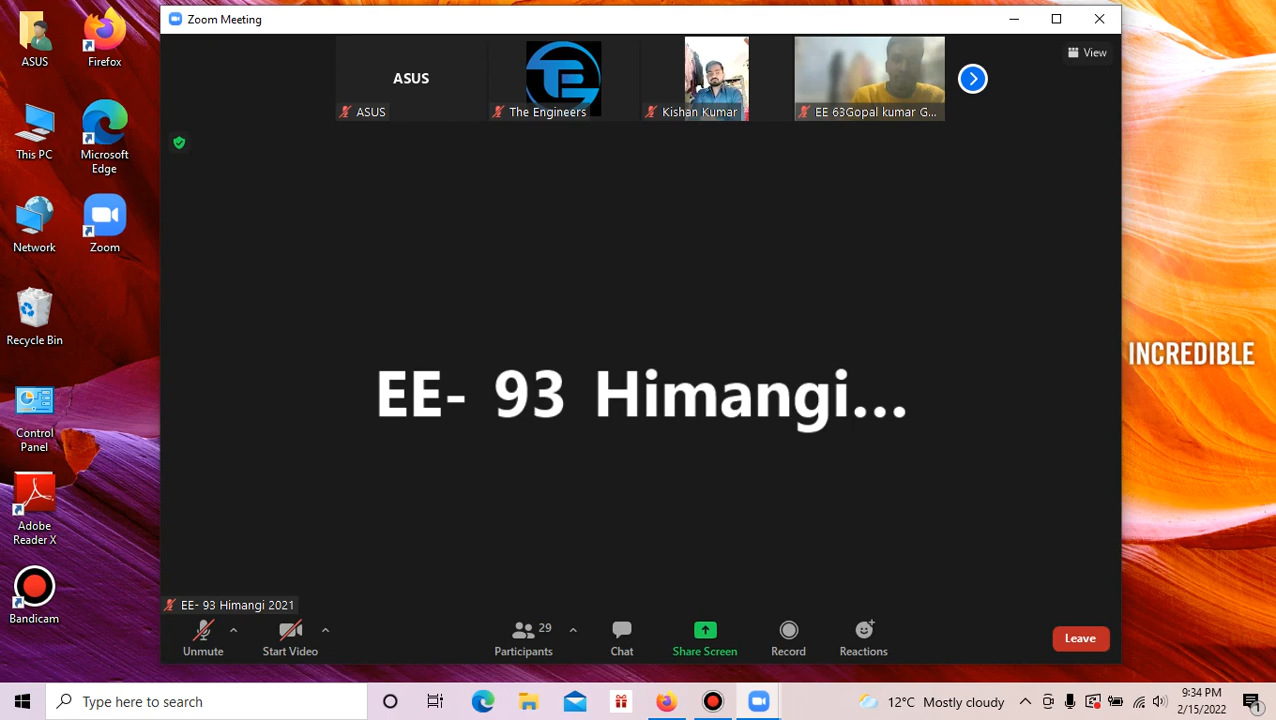 Zoom Meeting
ASUS
Firefox
This PC
Microsoft
Edge
Network
Zoom
Recycle Bin
Control
Panel
Adobe
Reader X
Bandicam
ASUS
ASUS
The Engineers
Kishan Kumar
EE 63Gopal kumar G...
View
EE- 93 Himangi...
INCREDIBLE
EE- 93 Himangi 2021
Unmute
Start Video
29
Participants
Chat
Share Screen
Record
Reactions
Leave
Type here to search
12°C Mostly cloudy
9:34 PM
2/15/2022
1